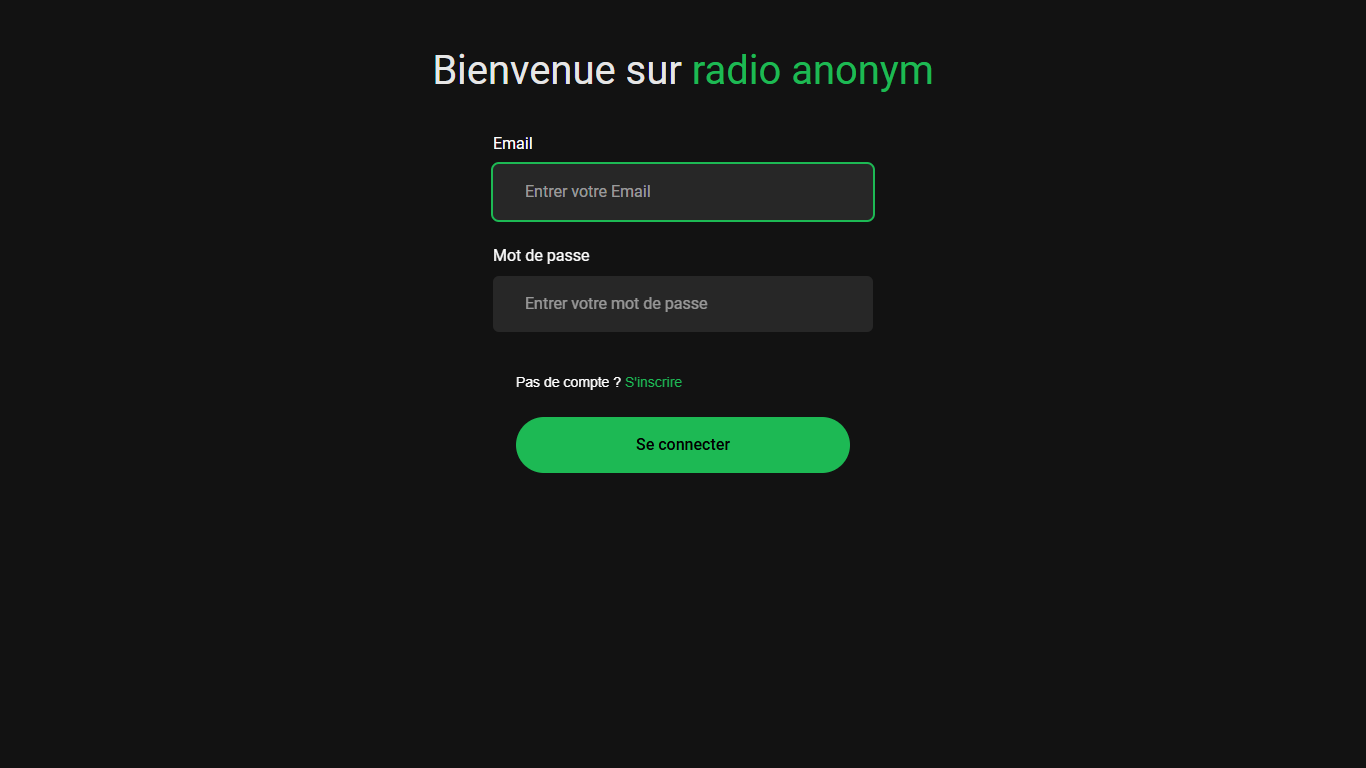 Bienvenue sur radio anonym
Email
Entrer votre Email
Mot de passe
Entrer votre mot de passe
Pas de compte ? S'inscrire
Se connecter